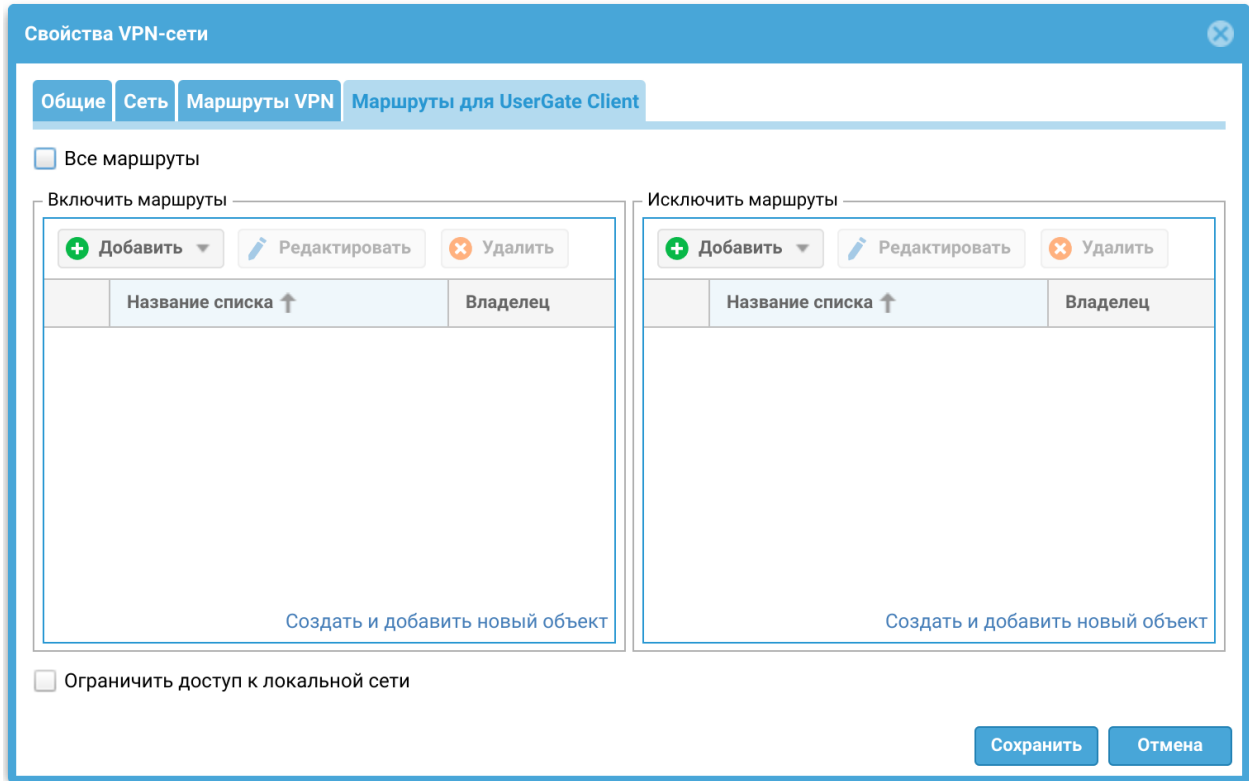 Свойства VPN-сети
Общие Сеть Маршруты VPN Маршруты для UserGate Client
Все маршруты
Включить маршруты
Добавить Редактировать Удалить
Название списка Владелец
Создать и добавить новый объект
Исключить маршруты
Добавить Редактировать Удалить
Название списка Владелец
Создать и добавить новый объект
Ограничить доступ к локальной сети
Сохранить Отмена